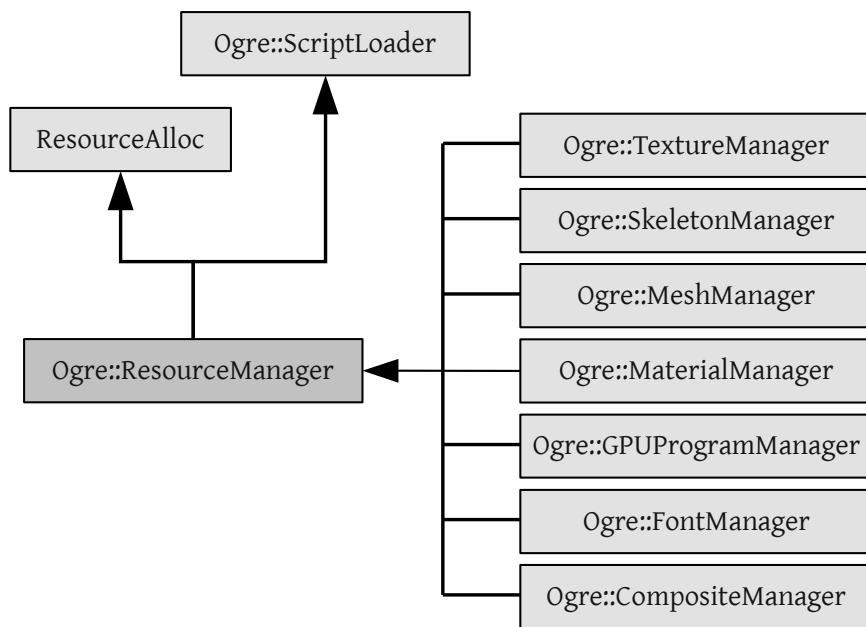 Ogre::ScriptLoader
ResourceAlloc
Ogre::ResourceManager
Ogre::TextureManager
Ogre::SkeletonManager
Ogre::MeshManager
Ogre::MaterialManager
Ogre::GPUProgramManager
Ogre::FontManager
Ogre::CompositeManager